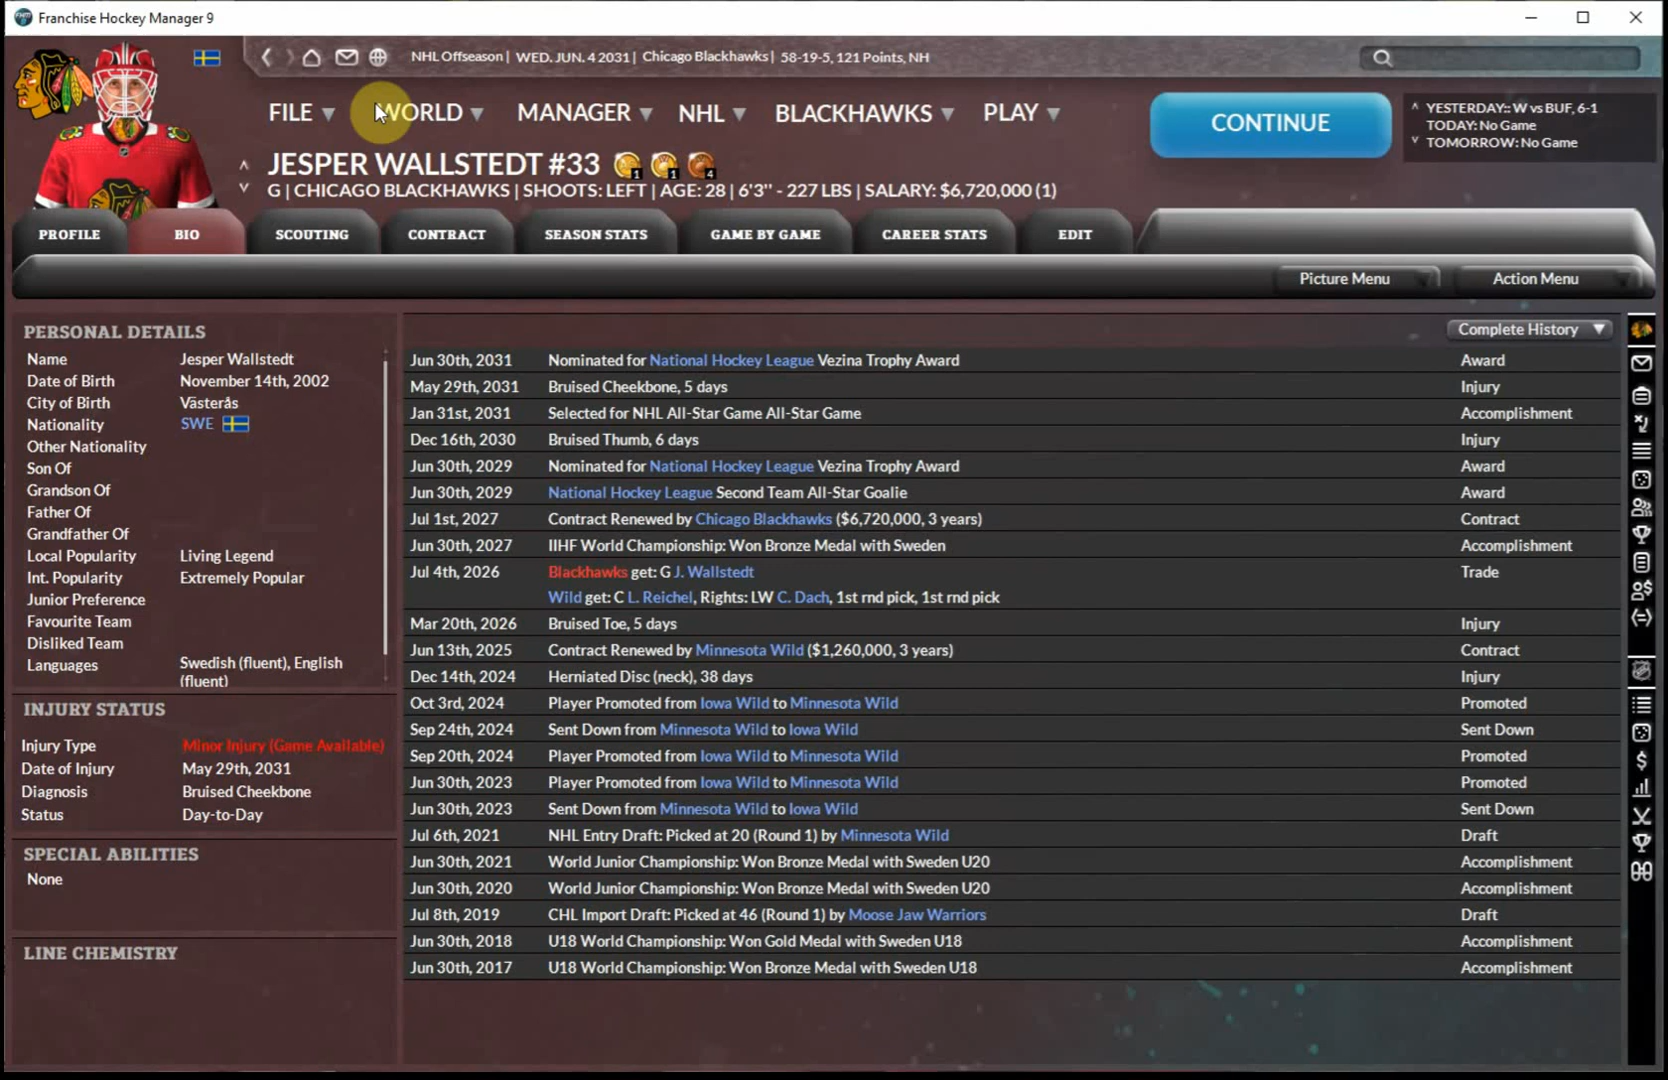 Franchise Hockey Manager 9
NHL Offseason | WED. JUN. 4 2031 | Chicago Blackhawks | 58-19-5, 121 Points, NH
FILE WORLD MANAGER NHL BLACKHAWKS PLAY
CONTINUE
YESTERDAY:: W vs BUF, 6-1
TODAY: No Game
TOMORROW: No Game
JESPER WALLSTEDT #33 1 1 4
G | CHICAGO BLACKHAWKS | SHOOTS: LEFT | AGE: 28 | 6'3'' - 227 LBS | SALARY: $6,720,000 (1)
PROFILE BIO SCOUTING CONTRACT SEASON STATS GAME BY GAME CAREER STATS EDIT
Picture Menu Action Menu
PERSONAL DETAILS
Name Jesper Wallstedt
Date of Birth November 14th, 2002
City of Birth Västerås
Nationality SWE
Other Nationality
Son Of
Grandson Of
Father Of
Grandfather Of
Local Popularity Living Legend
Int. Popularity Extremely Popular
Junior Preference
Favourite Team
Disliked Team
Languages Swedish (fluent), English
(fluent)
INJURY STATUS
Injury Type Minor Injury (Game Available)
Date of Injury May 29th, 2031
Diagnosis Bruised Cheekbone
Status Day-to-Day
SPECIAL ABILITIES
None
LINE CHEMISTRY
Complete History
Jun 30th, 2031 Nominated for National Hockey League Vezina Trophy Award Award
May 29th, 2031 Bruised Cheekbone, 5 days Injury
Jan 31st, 2031 Selected for NHL All-Star Game All-Star Game Accomplishment
Dec 16th, 2030 Bruised Thumb, 6 days Injury
Jun 30th, 2029 Nominated for National Hockey League Vezina Trophy Award Award
Jun 30th, 2029 National Hockey League Second Team All-Star Goalie Award
Jul 1st, 2027 Contract Renewed by Chicago Blackhawks ($6,720,000, 3 years) Contract
Jun 30th, 2027 IIHF World Championship: Won Bronze Medal with Sweden Accomplishment
Jul 4th, 2026 Blackhawks get: G J. Wallstedt Trade
Wild get: C L. Reichel, Rights: LW C. Dach, 1st rnd pick, 1st rnd pick
Mar 20th, 2026 Bruised Toe, 5 days Injury
Jun 13th, 2025 Contract Renewed by Minnesota Wild ($1,260,000, 3 years) Contract
Dec 14th, 2024 Herniated Disc (neck), 38 days Injury
Oct 3rd, 2024 Player Promoted from Iowa Wild to Minnesota Wild Promoted
Sep 24th, 2024 Sent Down from Minnesota Wild to Iowa Wild Sent Down
Sep 20th, 2024 Player Promoted from Iowa Wild to Minnesota Wild Promoted
Jun 30th, 2023 Player Promoted from Iowa Wild to Minnesota Wild Promoted
Jun 30th, 2023 Sent Down from Minnesota Wild to Iowa Wild Sent Down
Jul 6th, 2021 NHL Entry Draft: Picked at 20 (Round 1) by Minnesota Wild Draft
Jun 30th, 2021 World Junior Championship: Won Bronze Medal with Sweden U20 Accomplishment
Jun 30th, 2020 World Junior Championship: Won Bronze Medal with Sweden U20 Accomplishment
Jul 8th, 2019 CHL Import Draft: Picked at 46 (Round 1) by Moose Jaw Warriors Draft
Jun 30th, 2018 U18 World Championship: Won Gold Medal with Sweden U18 Accomplishment
Jun 30th, 2017 U18 World Championship: Won Bronze Medal with Sweden U18 Accomplishment